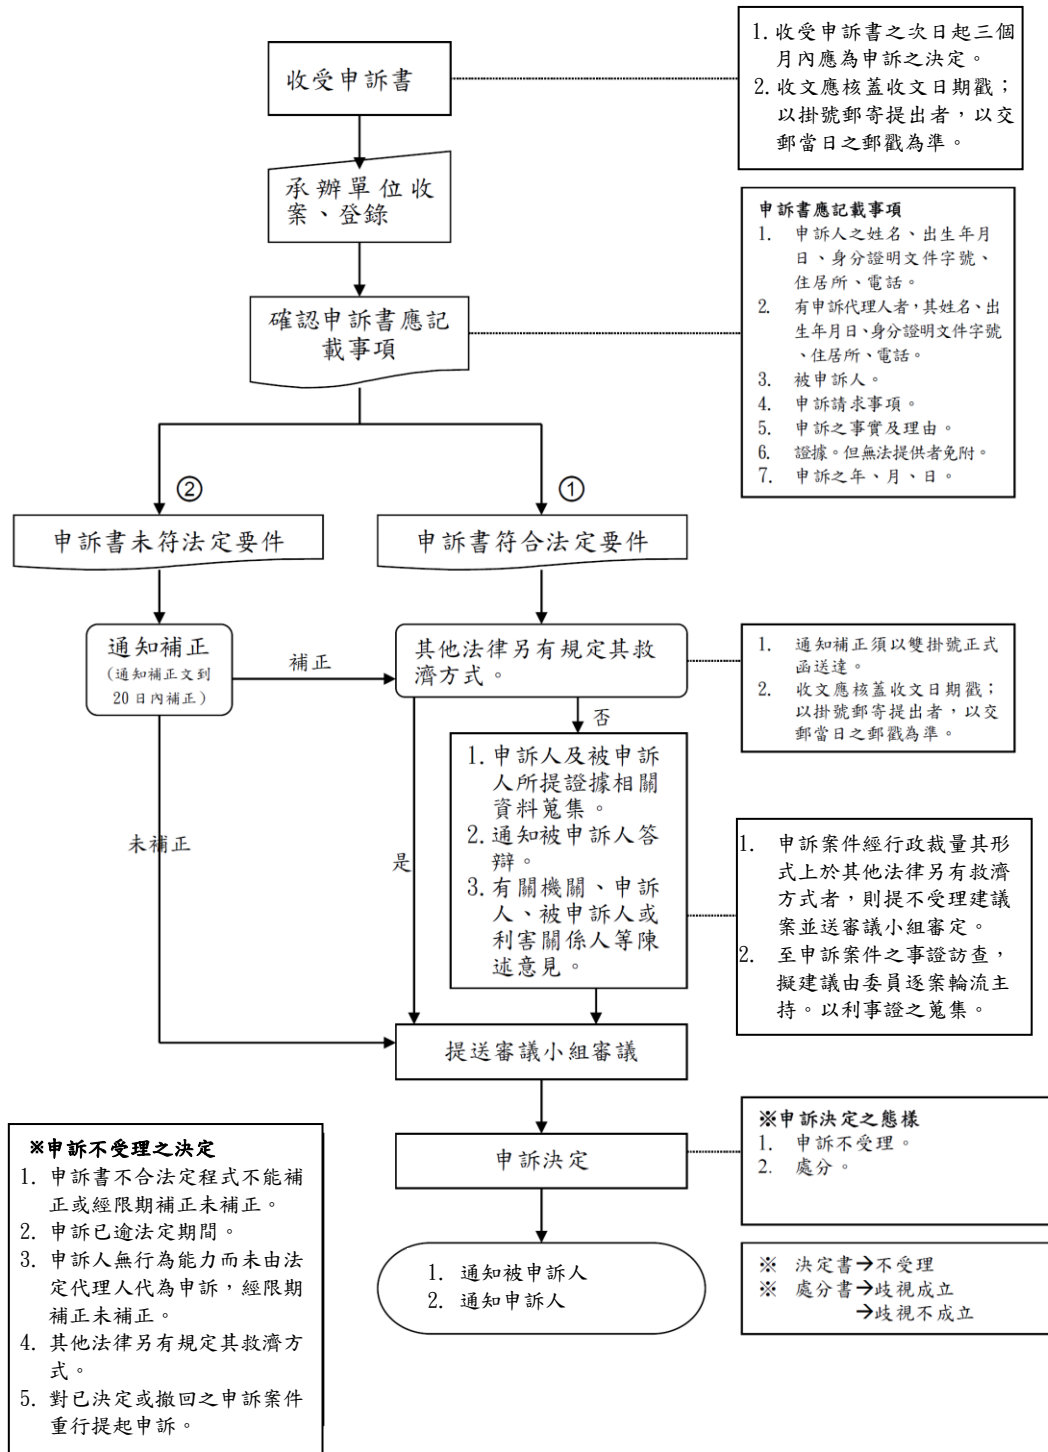 收受申訴書
1. 收受申訴書之次日起三個
月內應為申訴之決定。
2. 收文應核蓋收文日期戳；
以掛號郵寄提出者，以交
郵當日之郵戳為準。
承辦單位收
案、登錄
確認申訴書應記
載事項
申訴書應記載事項
1. 申訴人之姓名、出生年月
日、身分證明文件字號、
住居所、電話。
2. 有申訴代理人者，其姓名、出
生年月日、身分證明文件字號
、住居所、電話。
3. 被申訴人。
4. 申訴請求事項。
5. 申訴之事實及理由。
6. 證據。但無法提供者免附。
7. 申訴之年、月、日。
②
①
申訴書未符法定要件
申訴書符合法定要件
通知補正
（通知補正文到
20 日內補正）
補正
其他法律另有規定其救
濟方式。
1. 通知補正須以雙掛號正式
函送達。
2. 收文應核蓋收文日期戳；
以掛號郵寄提出者，以交
郵當日之郵戳為準。
否
未補正
是
1. 申訴人及被申訴
人所提證據相關
資料蒐集。
2. 通知被申訴人答
辯。
3. 有關機關、申訴
人、被申訴人或
利害關係人等陳
述意見。
1. 申訴案件經行政裁量其形
式上於其他法律另有救濟
方式者，則提不受理建議
案並送審議小組審定。
2. 至申訴案件之事證訪查，
擬建議由委員逐案輪流主
持。以利事證之蒐集。
提送審議小組審議
申訴決定
※申訴決定之態樣
1. 申訴不受理。
2. 處分。
1. 通知被申訴人
2. 通知申訴人
※ 決定書→不受理
※ 處分書→歧視成立
→歧視不成立
※申訴不受理之決定
1. 申訴書不合法定程式不能補
正或經限期補正未補正。
2. 申訴已逾法定期間。
3. 申訴人無行為能力而未由法
定代理人代為申訴，經限期
補正未補正。
4. 其他法律另有規定其救濟方
式。
5. 對已決定或撤回之申訴案件
重行提起申訴。